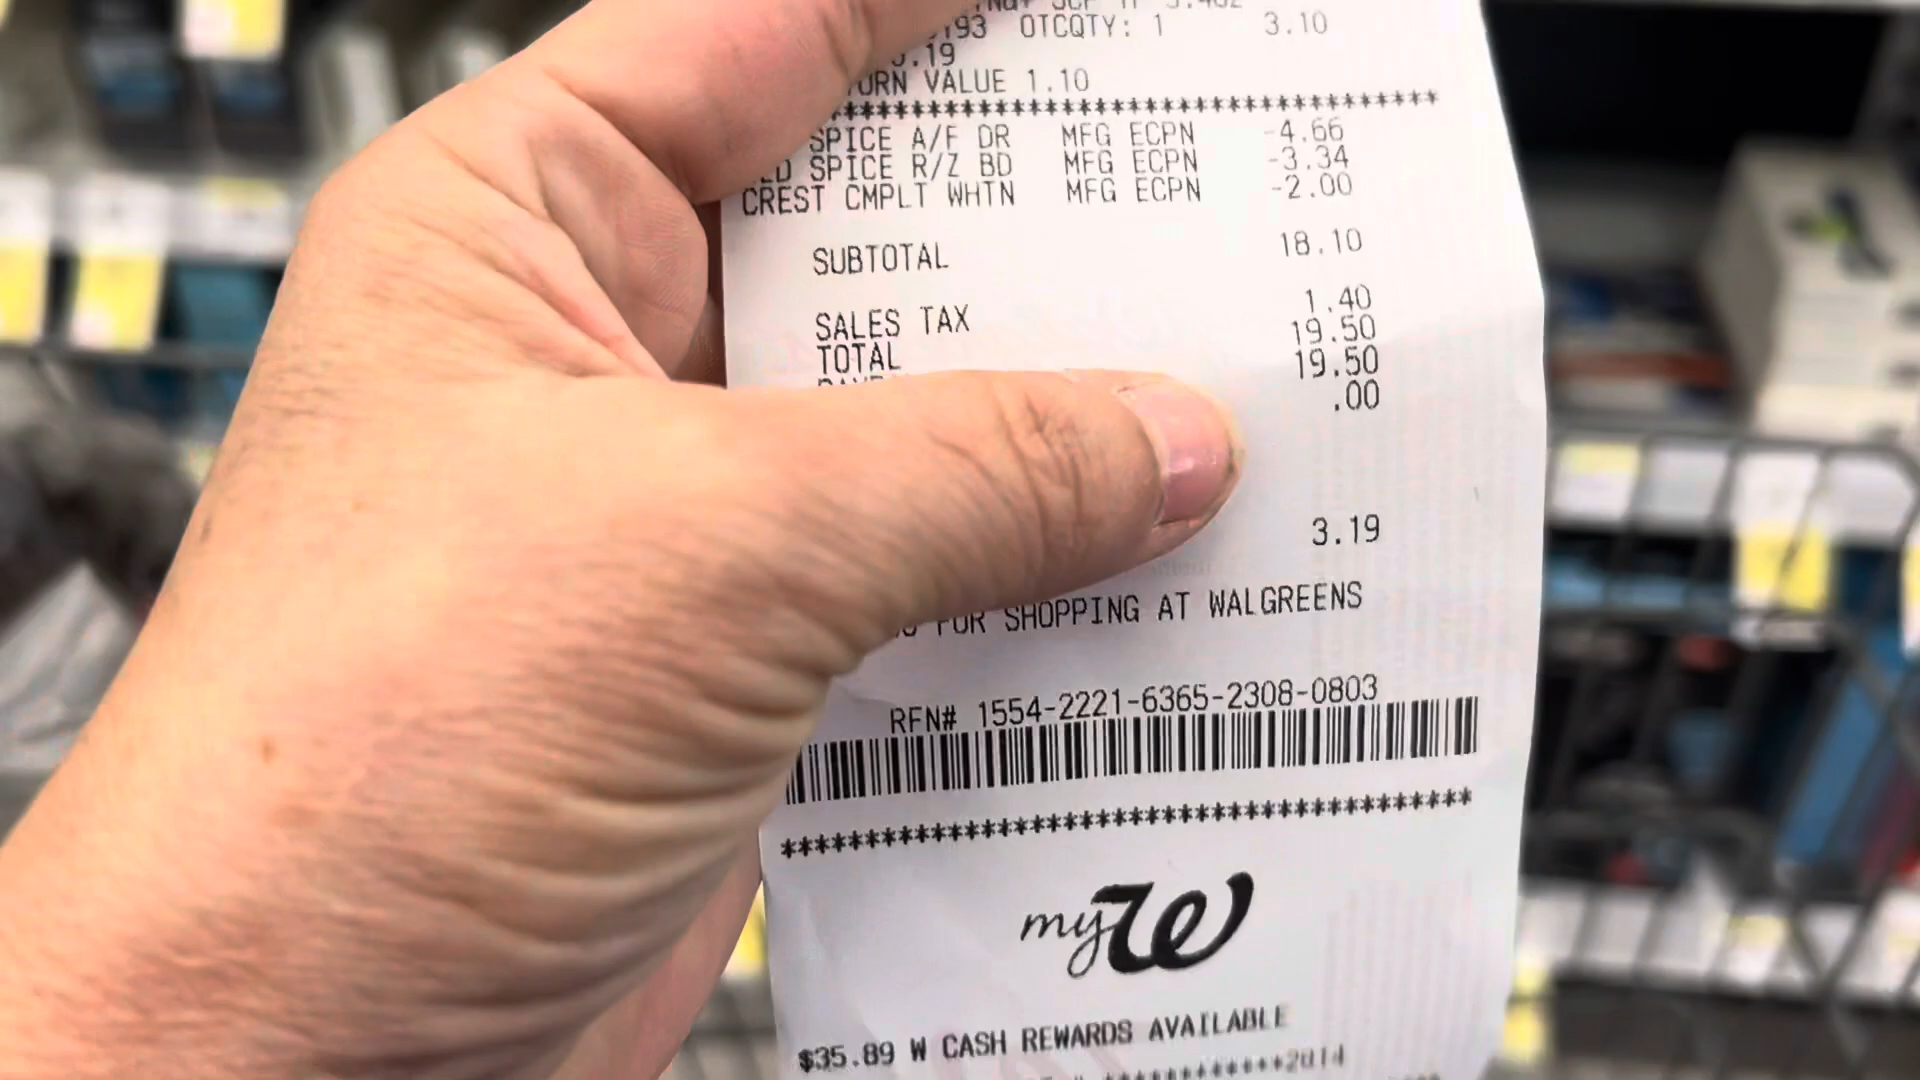 OTCQTY: 1 3.10
VALUE 1.10
**************************************
SPICE A/F DR MFG ECPN -4.66
SPICE R/Z BD MFG ECPN -3.34
CREST CMPLT WHTN MFG ECPN -2.00
SUBTOTAL 18.10
SALES TAX 1.40
TOTAL 19.50
19.50
.00
3.19
FOR SHOPPING AT WALGREENS
RFN# 1554-2221-6365-2308-0803
*****************************************
myW
$35.89 W CASH REWARDS AVAILABLE
************2014